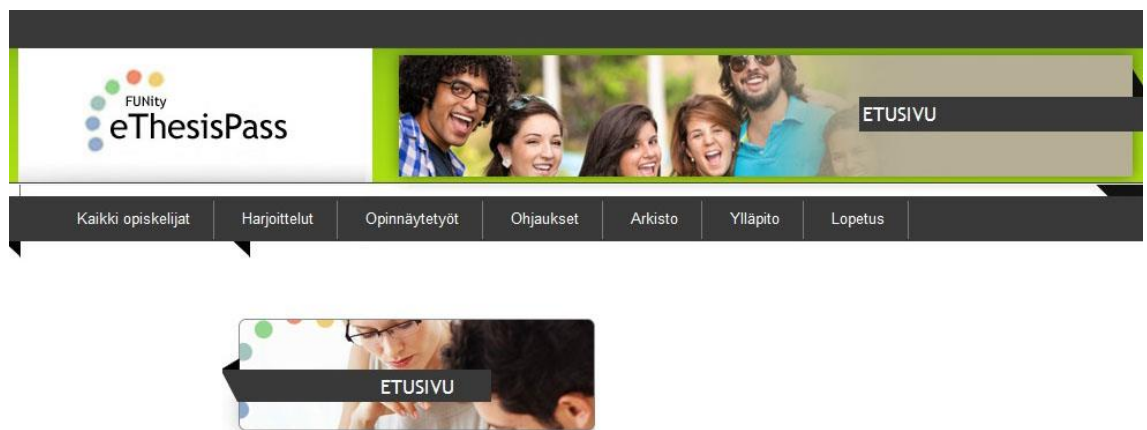 FUNity
eThesisPass
ETUSIVU
Kaikki opiskelijat Harjoittelut Opinnäytetyöt Ohjaukset Arkisto Ylläpito Lopetus
ETUSIVU